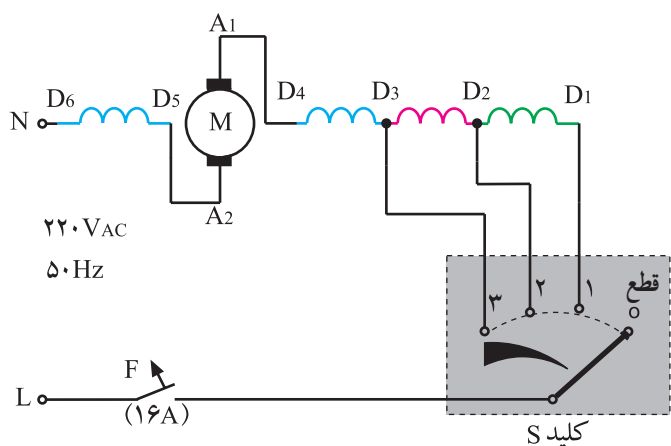 A1
D6 D5 D4 D3 D2 D1
N M
A2
۲۲۰VAC
۵۰Hz
قطع
۳ ۲ ۱ o
F
L
(۱۶A)
کلید S